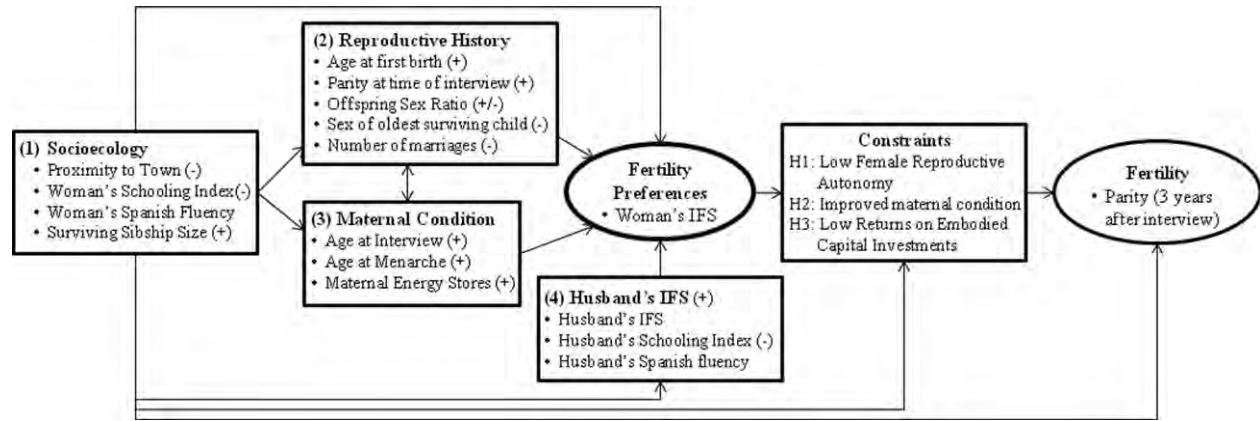 (1) Socioecology
• Proximity to Town (-)
• Woman's Schooling Index(-)
• Woman's Spanish Fluency
• Surviving Sibship Size (+)
(2) Reproductive History
• Age at first birth (+)
• Parity at time of interview (+)
• Offspring Sex Ratio (+/-)
• Sex of oldest surviving child (-)
• Number of marriages (-)
(3) Maternal Condition
• Age at Interview (+)
• Age at Menarche (+)
• Maternal Energy Stores (+)
Fertility
Preferences
• Woman's IFS
(4) Husband's IFS (+)
• Husband's IFS
• Husband's Schooling Index (-)
• Husband's Spanish fluency
Constraints
H1: Low Female Reproductive
Autonomy
H2: Improved maternal condition
H3: Low Returns on Embodied
Capital Investments
Fertility
• Parity (3 years
after interview)